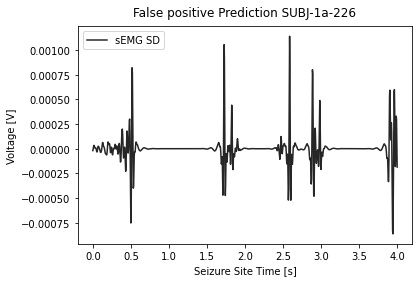 False positive Prediction SUBJ-1a-226
sEMG SD
Voltage [V]
0.00100
0.00075
0.00050
0.00025
0.00000
−0.00025
−0.00050
−0.00075
0.0 0.5 1.0 1.5 2.0 2.5 3.0 3.5 4.0
Seizure Site Time [s]